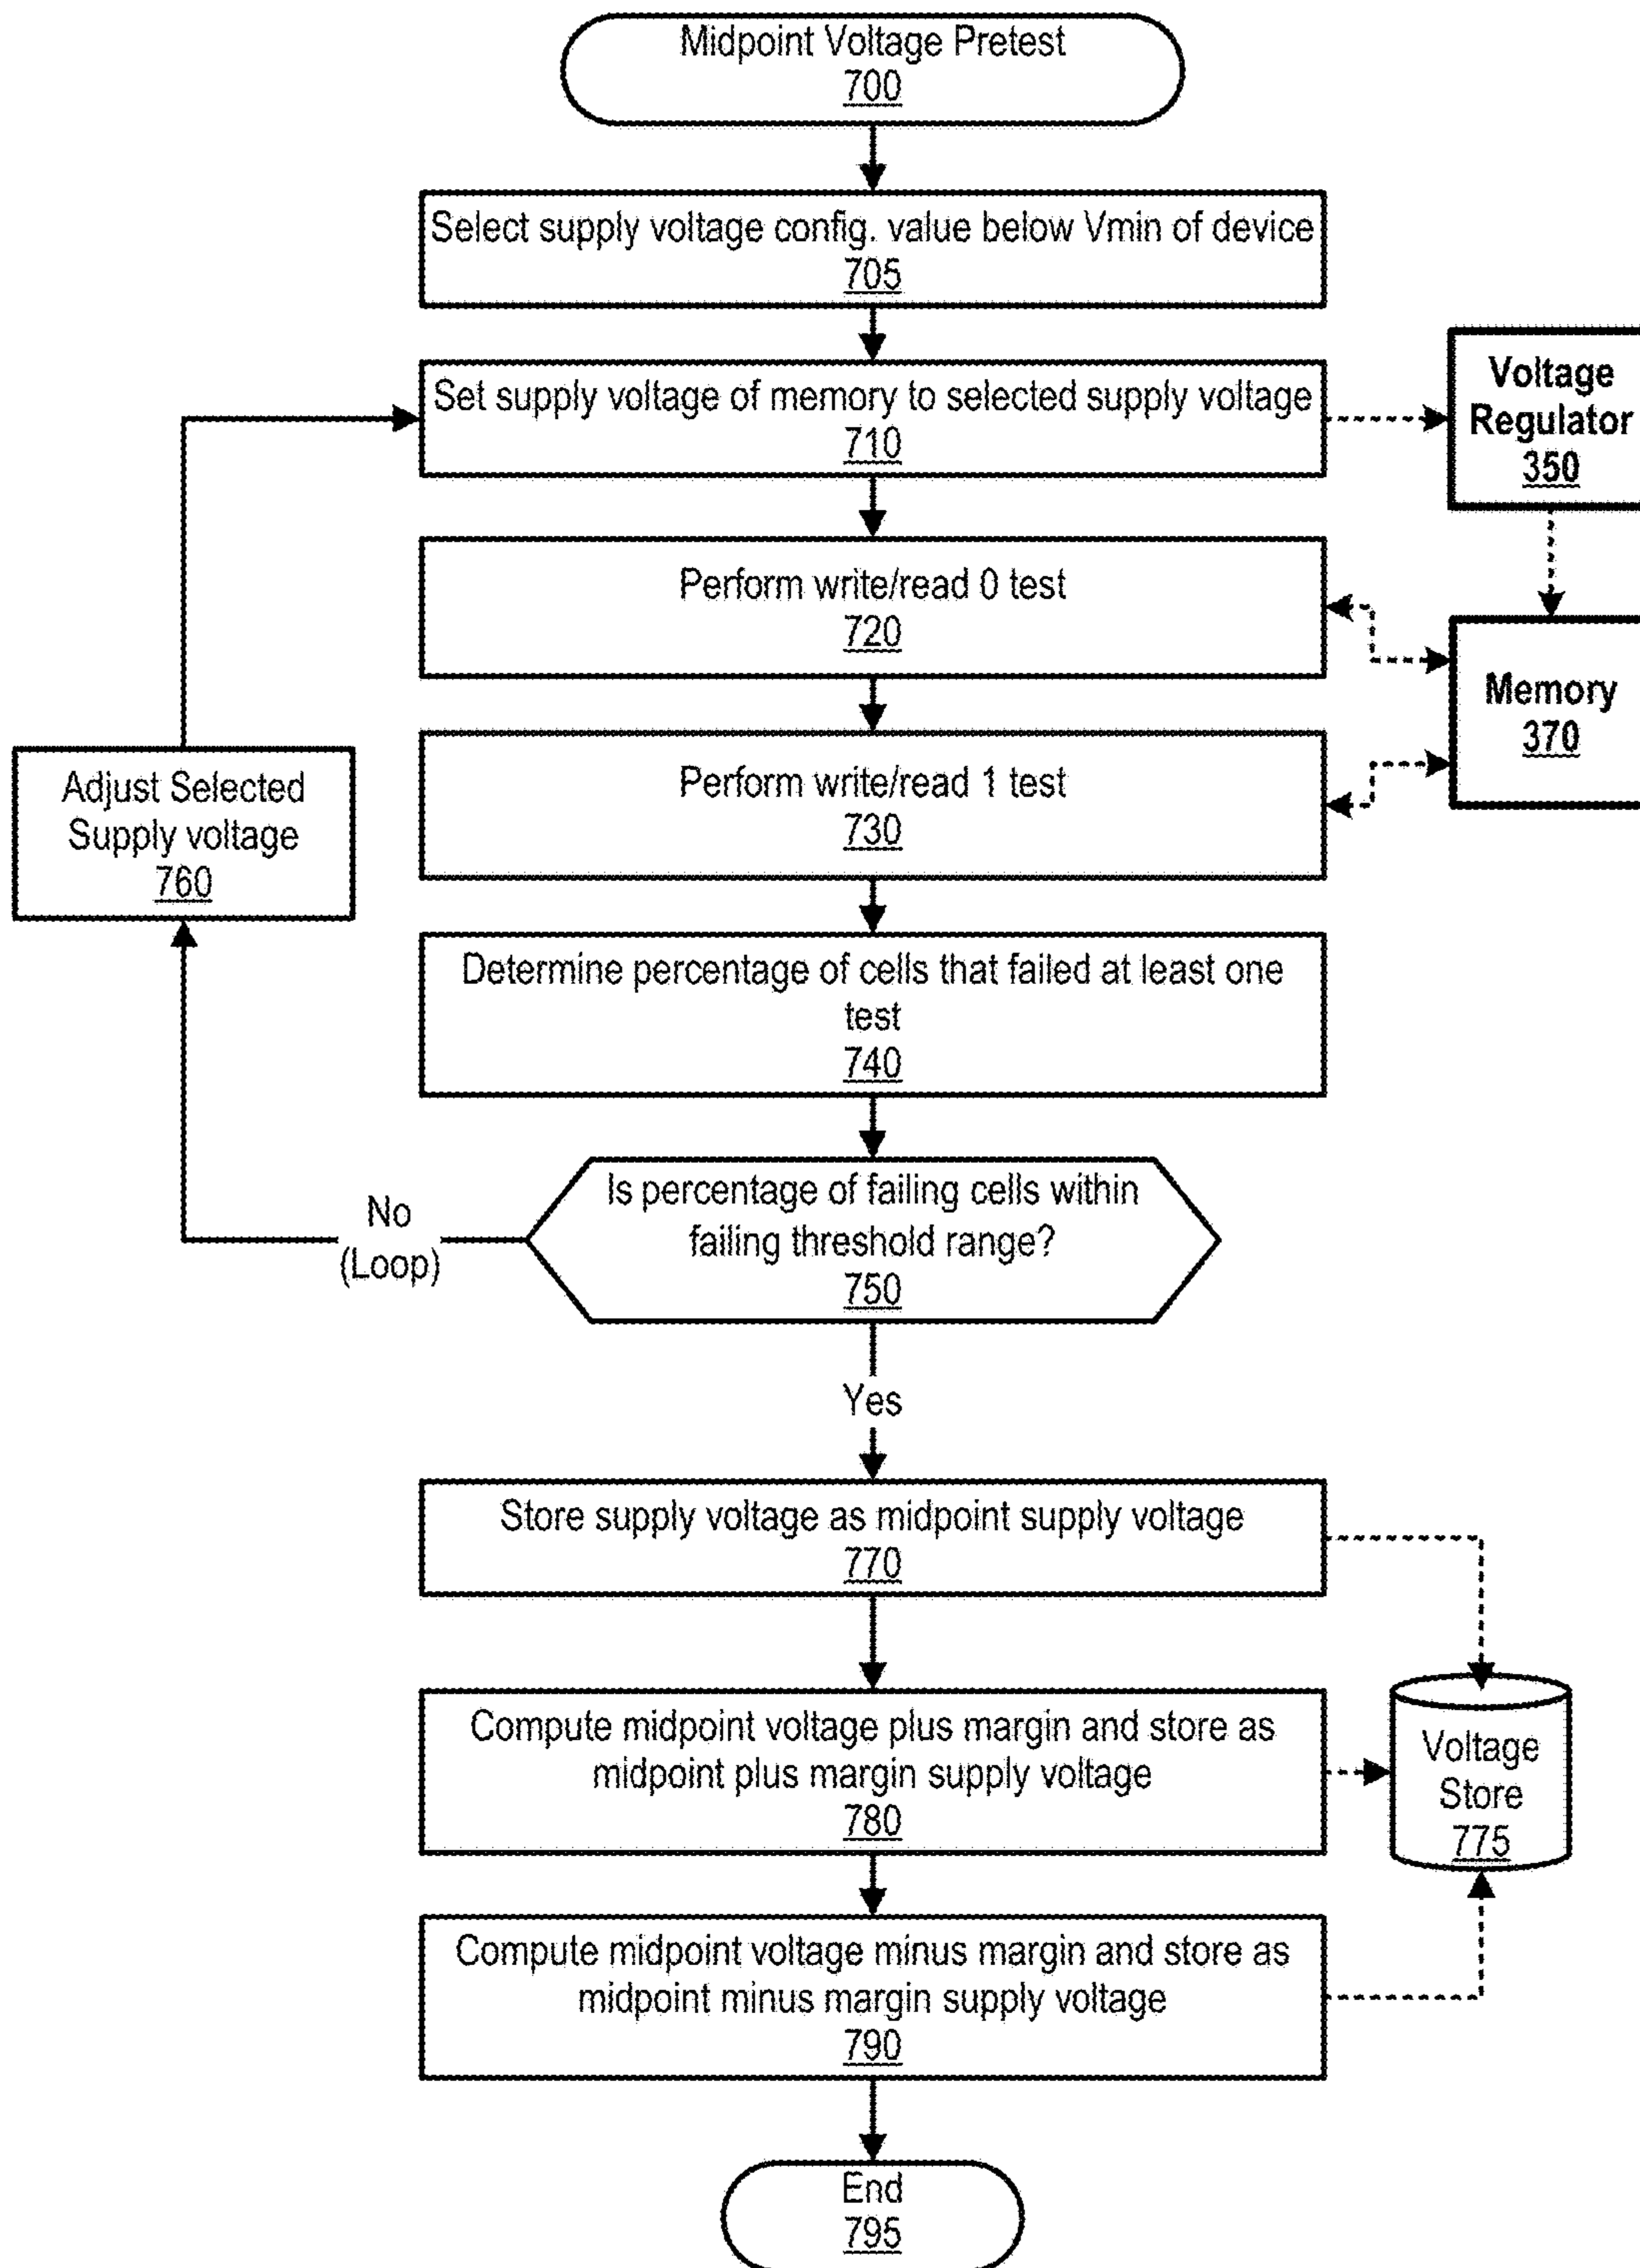 Midpoint Voltage Pretest
700
Select supply voltage config. value below Vmin of device
705
Set supply voltage of memory to selected supply voltage
710
Voltage
Regulator
350
Perform write/read 0 test
720
Memory
370
Perform write/read 1 test
730
Adjust Selected
Supply voltage
760
Determine percentage of cells that failed at least one
test
740
Is percentage of failing cells within
failing threshold range?
750
No
(Loop)
Yes
Store supply voltage as midpoint supply voltage
770
Compute midpoint voltage plus margin and store as
midpoint plus margin supply voltage
780
Voltage
Store
775
Compute midpoint voltage minus margin and store as
midpoint minus margin supply voltage
790
End
795